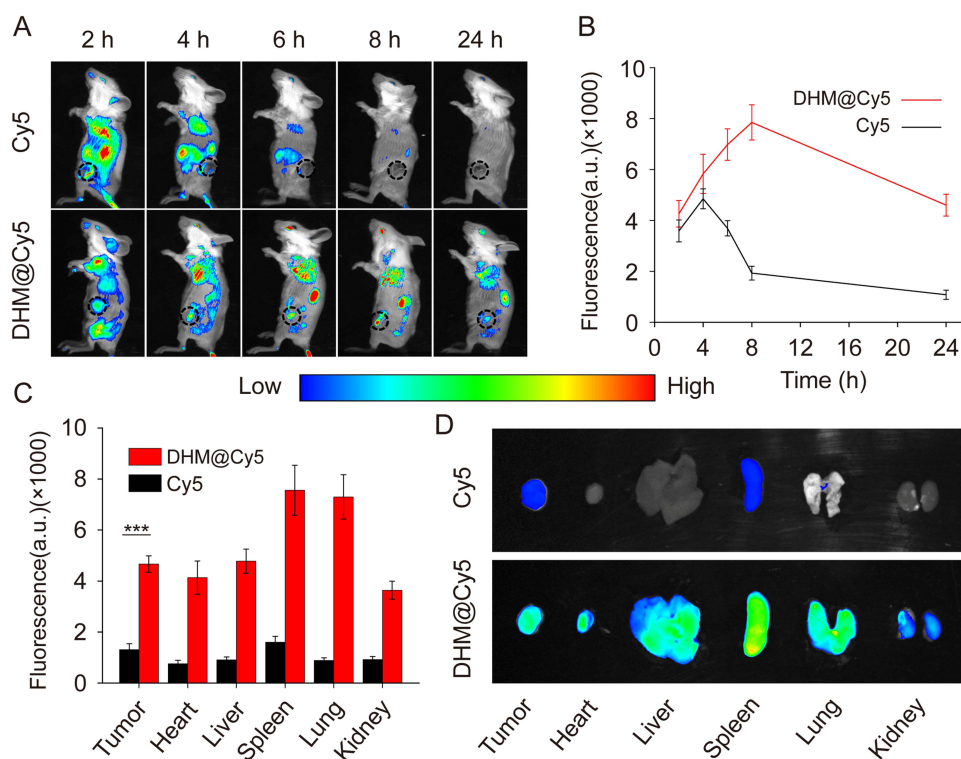 A
2 h 4 h 6 h 8 h 24 h
Cy5
DHM@Cy5
Low High
B
Fluorescence(a.u.)(×1000)
10
8
6
4
2
0
DHM@Cy5
Cy5
0 4 8 12 16 20 24
Time (h)
C
Fluorescence(a.u.)(×1000)
10
8
6
4
2
0
DHM@Cy5
Cy5
***
Tumor Heart Liver Spleen Lung Kidney
D
Cy5
DHM@Cy5
Tumor Heart Liver Spleen Lung Kidney